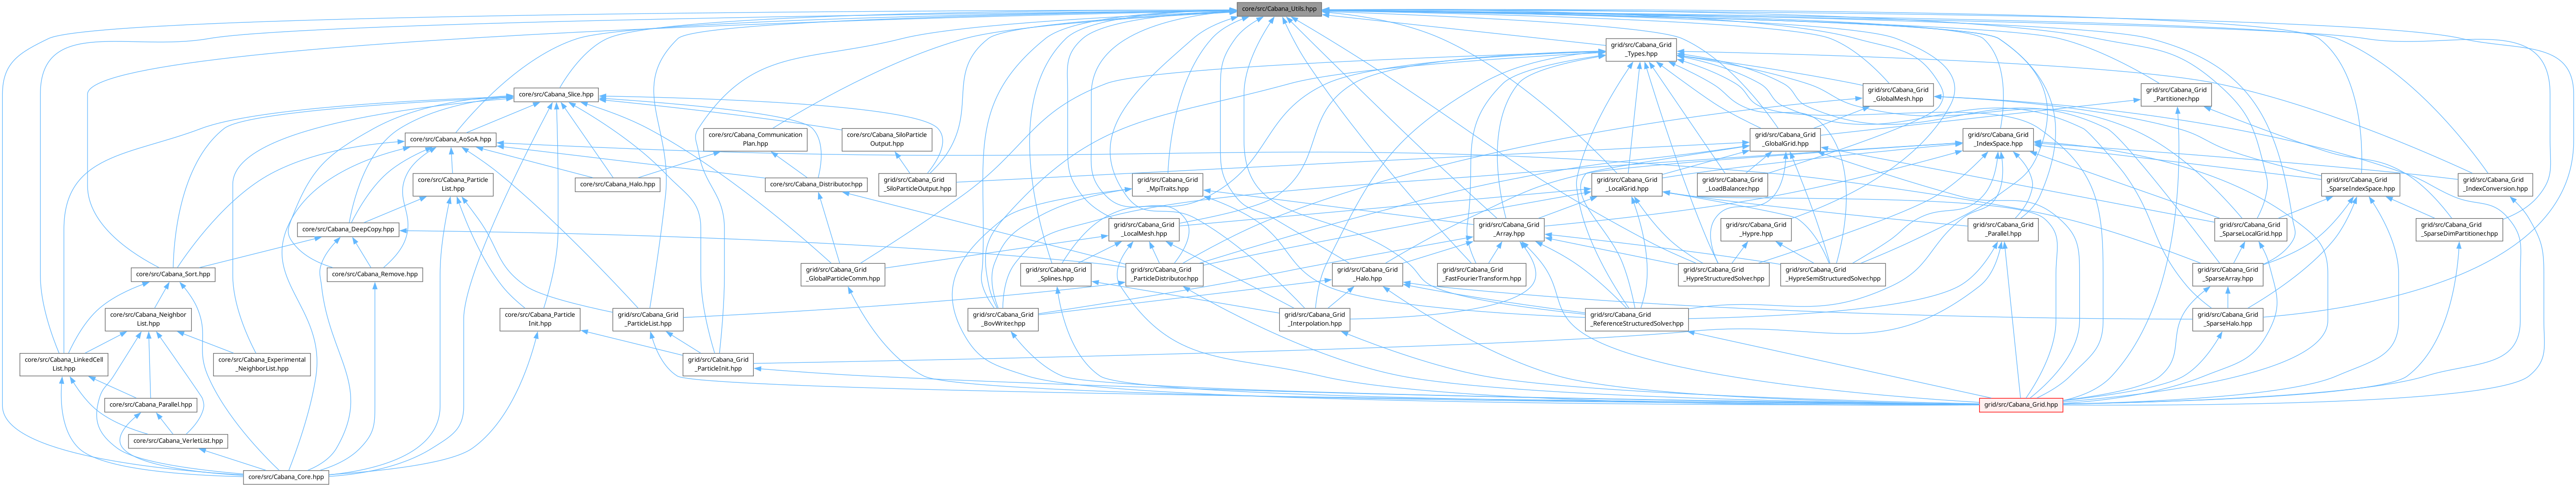 core/src/Cabana_Utils.hpp
grid/src/Cabana_Grid
_Types.hpp
core/src/Cabana_Slice.hpp
grid/src/Cabana_Grid
_GlobalMesh.hpp
grid/src/Cabana_Grid
_Partitioner.hpp
core/src/Cabana_AoSoA.hpp
core/src/Cabana_Communication
Plan.hpp
core/src/Cabana_SiloParticle
Output.hpp
grid/src/Cabana_Grid
_GlobalGrid.hpp
grid/src/Cabana_Grid
_IndexSpace.hpp
core/src/Cabana_Particle
List.hpp
core/src/Cabana_Halo.hpp
core/src/Cabana_Distributor.hpp
grid/src/Cabana_Grid
_SiloParticleOutput.hpp
grid/src/Cabana_Grid
_MpiTraits.hpp
grid/src/Cabana_Grid
_LocalGrid.hpp
grid/src/Cabana_Grid
_LoadBalancer.hpp
grid/src/Cabana_Grid
_SparseIndexSpace.hpp
grid/src/Cabana_Grid
_IndexConversion.hpp
core/src/Cabana_DeepCopy.hpp
grid/src/Cabana_Grid
_LocalMesh.hpp
grid/src/Cabana_Grid
_Array.hpp
grid/src/Cabana_Grid
_Hypre.hpp
grid/src/Cabana_Grid
_Parallel.hpp
grid/src/Cabana_Grid
_SparseLocalGrid.hpp
grid/src/Cabana_Grid
_SparseDimPartitioner.hpp
core/src/Cabana_Sort.hpp
core/src/Cabana_Remove.hpp
grid/src/Cabana_Grid
_GlobalParticleComm.hpp
grid/src/Cabana_Grid
_Splines.hpp
grid/src/Cabana_Grid
_ParticleDistributor.hpp
grid/src/Cabana_Grid
_Halo.hpp
grid/src/Cabana_Grid
_FastFourierTransform.hpp
grid/src/Cabana_Grid
_HypreStructuredSolver.hpp
grid/src/Cabana_Grid
_HypreSemiStructuredSolver.hpp
grid/src/Cabana_Grid
_SparseArray.hpp
core/src/Cabana_Neighbor
List.hpp
core/src/Cabana_Particle
Init.hpp
grid/src/Cabana_Grid
_ParticleList.hpp
grid/src/Cabana_Grid
_BovWriter.hpp
grid/src/Cabana_Grid
_Interpolation.hpp
grid/src/Cabana_Grid
_ReferenceStructuredSolver.hpp
grid/src/Cabana_Grid
_SparseHalo.hpp
core/src/Cabana_LinkedCell
List.hpp
core/src/Cabana_Experimental
_NeighborList.hpp
grid/src/Cabana_Grid
_ParticleInit.hpp
core/src/Cabana_Parallel.hpp
grid/src/Cabana_Grid.hpp
core/src/Cabana_VerletList.hpp
core/src/Cabana_Core.hpp